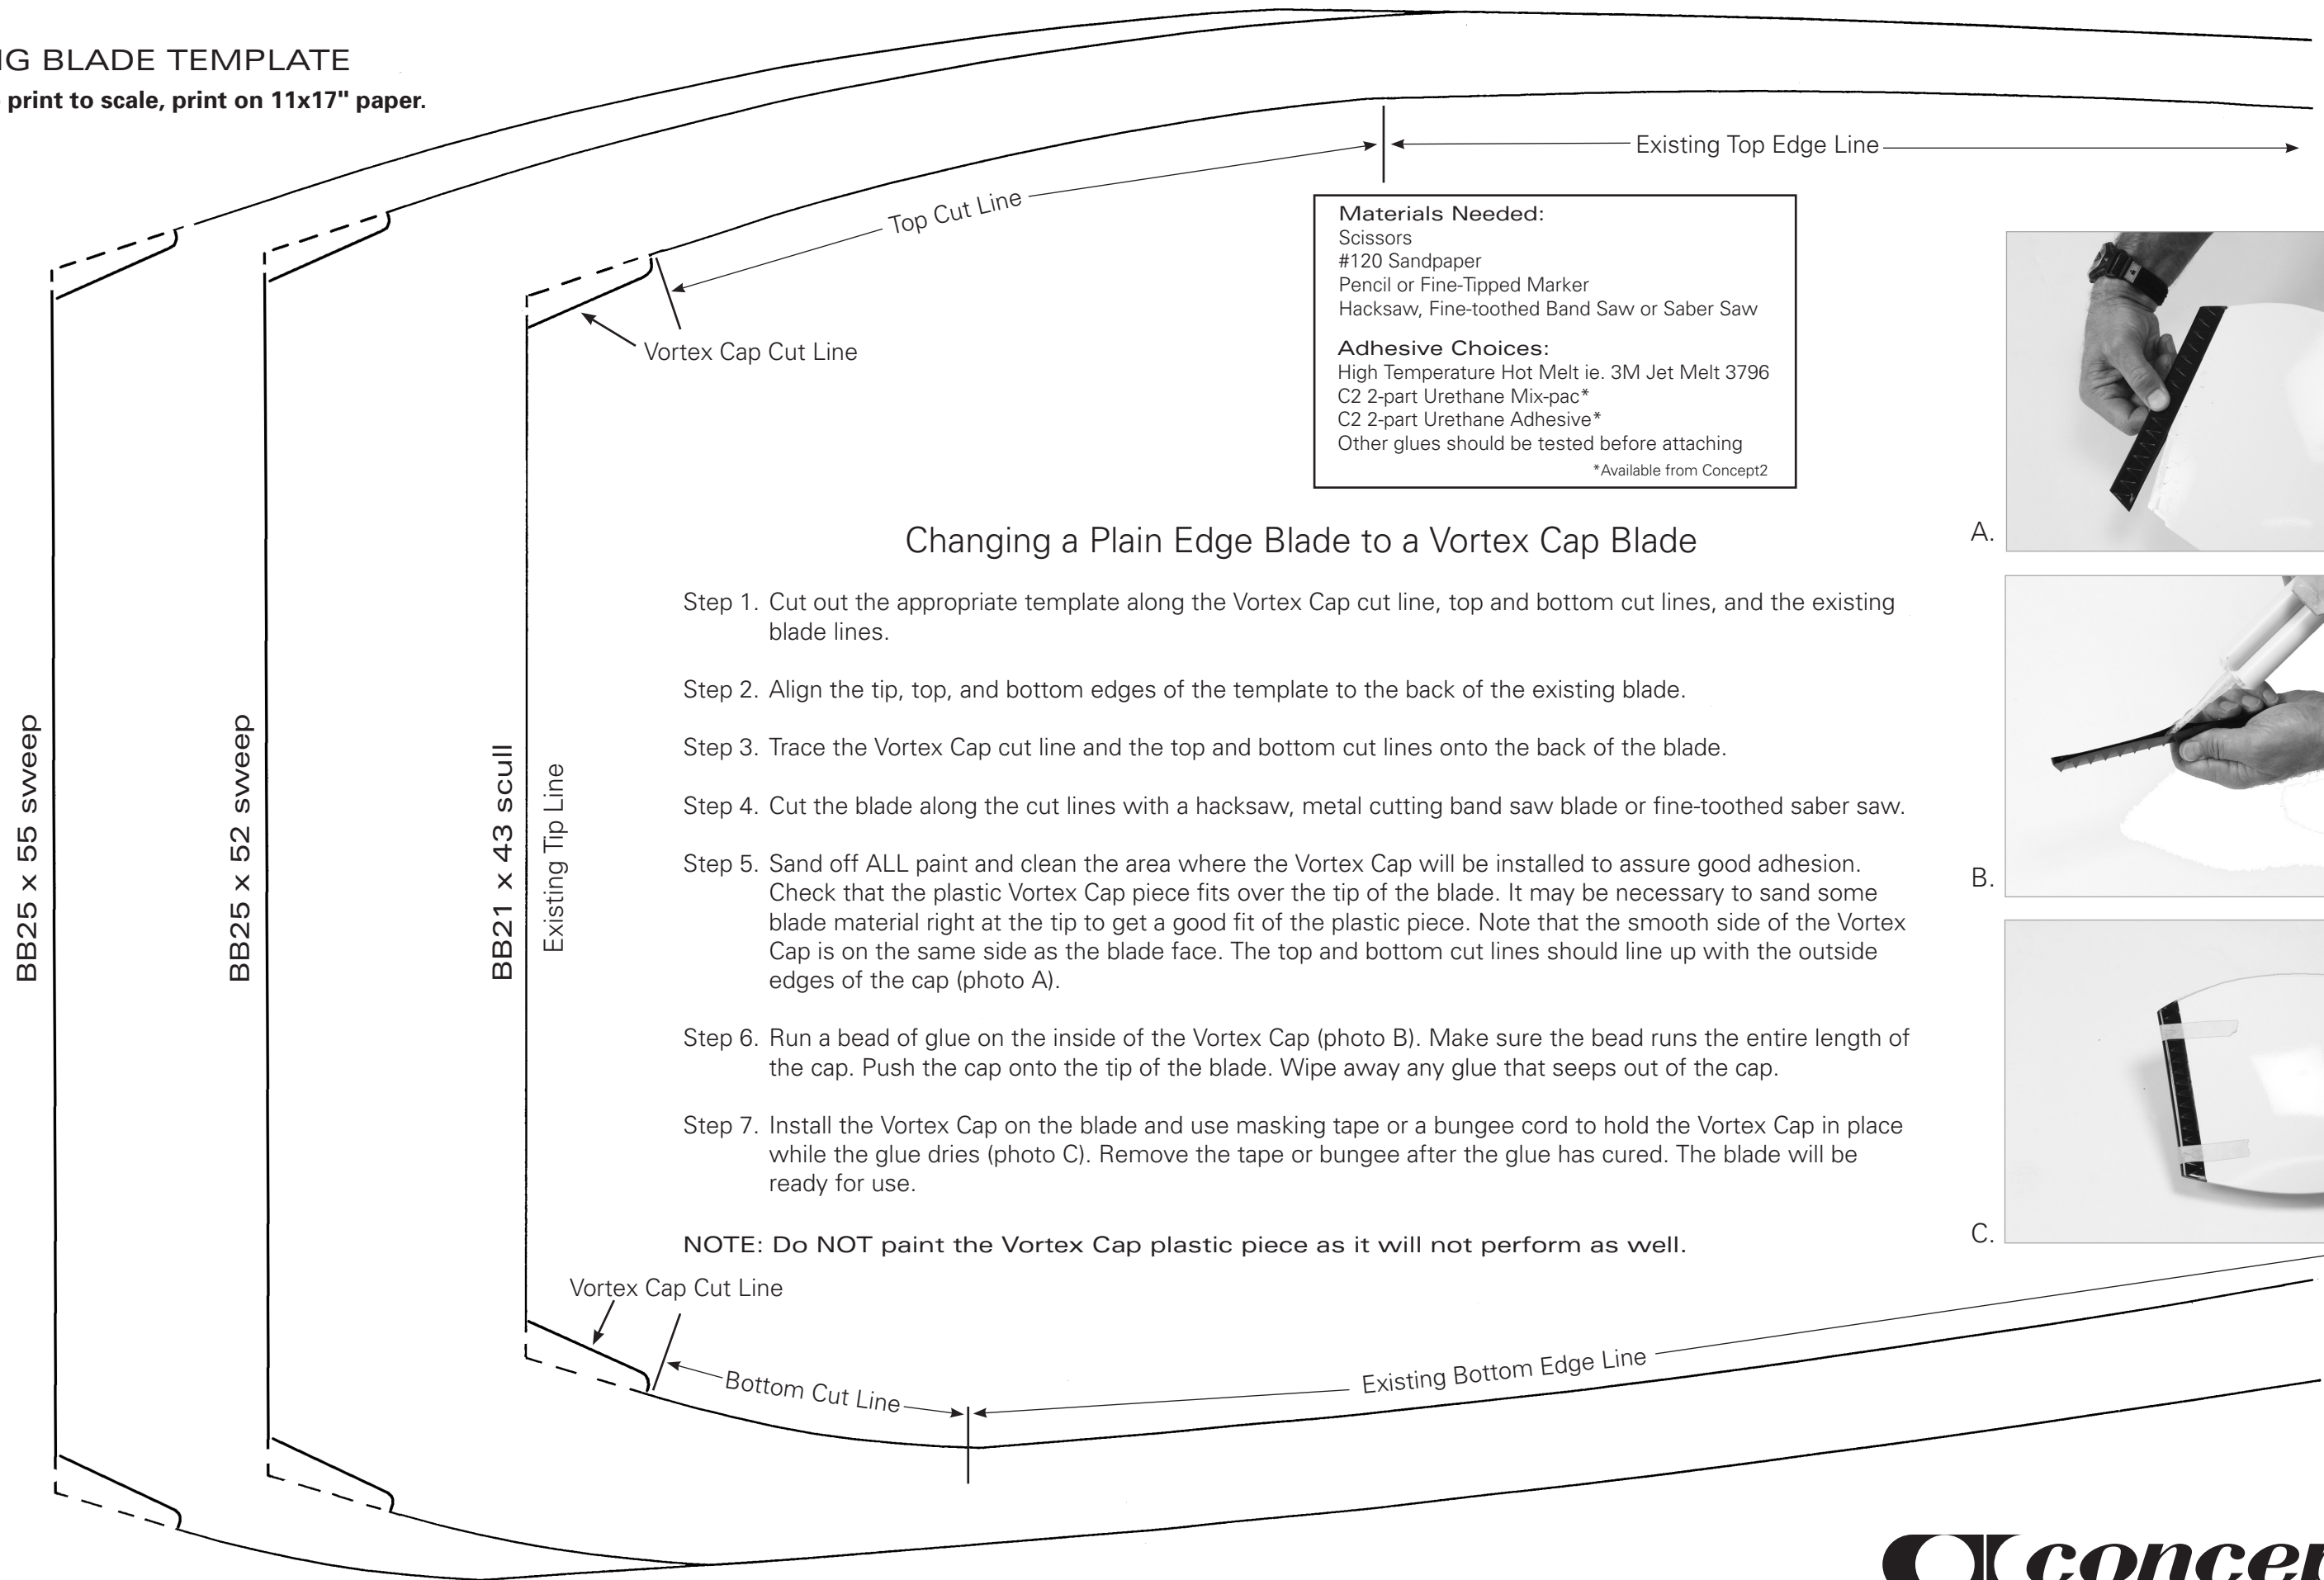 BLADE TEMPLATE
print to scale, print on 11x17" paper.
Existing Top Edge Line
Top Cut Line
Vortex Cap Cut Line
Materials Needed:
Scissors
#120 Sandpaper
Pencil or Fine-Tipped Marker
Hacksaw, Fine-toothed Band Saw or Saber Saw
Adhesive Choices:
High Temperature Hot Melt ie. 3M Jet Melt 3796
C2 2-part Urethane Mix-pac*
C2 2-part Urethane Adhesive*
Other glues should be tested before attaching
*Available from Concept2
BB25 x 55 sweep
BB25 x 52 sweep
BB21 x 43 scull
Existing Tip Line
Changing a Plain Edge Blade to a Vortex Cap Blade
Step 1. Cut out the appropriate template along the Vortex Cap cut line, top and bottom cut lines, and the existing
blade lines.
Step 2. Align the tip, top, and bottom edges of the template to the back of the existing blade.
Step 3. Trace the Vortex Cap cut line and the top and bottom cut lines onto the back of the blade.
Step 4. Cut the blade along the cut lines with a hacksaw, metal cutting band saw blade or fine-toothed saber saw.
Step 5. Sand off ALL paint and clean the area where the Vortex Cap will be installed to assure good adhesion.
Check that the plastic Vortex Cap piece fits over the tip of the blade. It may be necessary to sand some
blade material right at the tip to get a good fit of the plastic piece. Note that the smooth side of the Vortex
Cap is on the same side as the blade face. The top and bottom cut lines should line up with the outside
edges of the cap (photo A).
Step 6. Run a bead of glue on the inside of the Vortex Cap (photo B). Make sure the bead runs the entire length of
the cap. Push the cap onto the tip of the blade. Wipe away any glue that seeps out of the cap.
Step 7. Install the Vortex Cap on the blade and use masking tape or a bungee cord to hold the Vortex Cap in place
while the glue dries (photo C). Remove the tape or bungee after the glue has cured. The blade will be
ready for use.
NOTE: Do NOT paint the Vortex Cap plastic piece as it will not perform as well.
A.
B.
C.
Vortex Cap Cut Line
Bottom Cut Line
Existing Bottom Edge Line